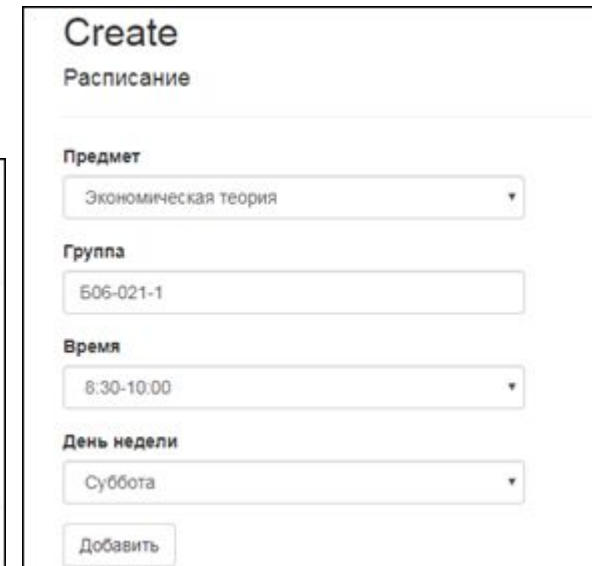 Create
Расписание
Предмет
Экономическая теория
Группа
Б06-021-1
Время
8:30-10:00
День недели
Суббота
Добавить